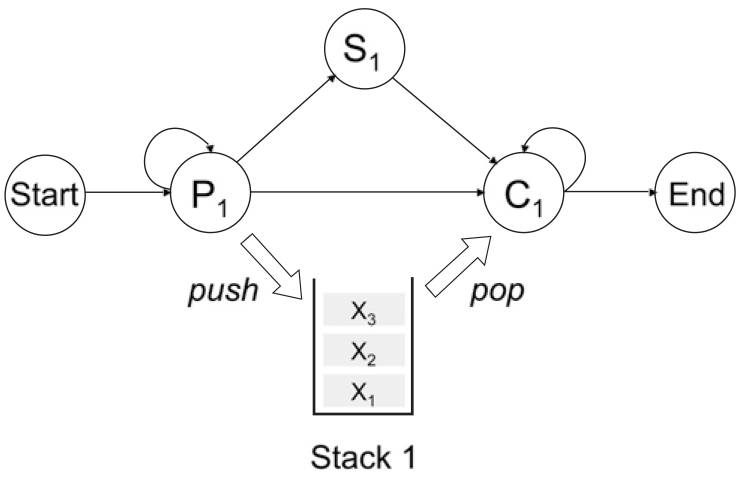 S₁
Start
P₁
C₁
End
push
pop
X₃
X₂
X₁
Stack 1